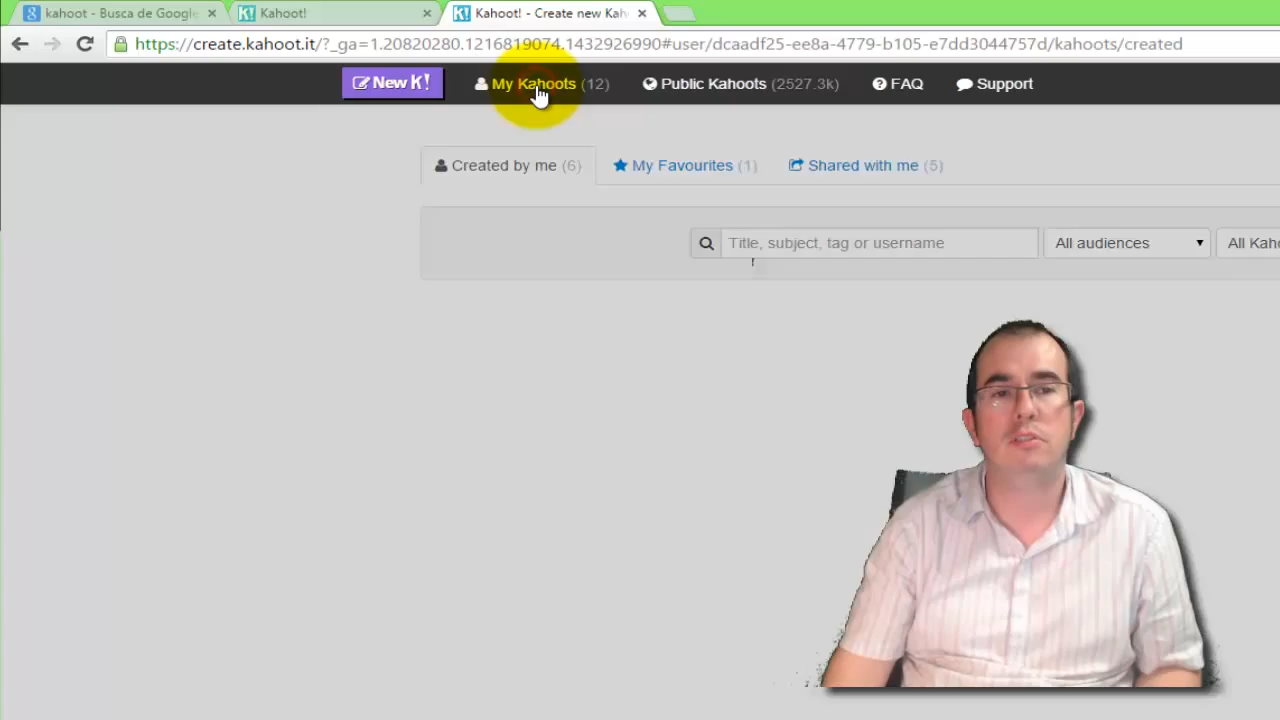 kahoot - Busca de Google
Kahoot!
Kahoot! - Create new Kah
https://create.kahoot.it/?_ga=1.20820280.1216819074.1432926990#user/dcaadf25-ee8a-4779-b105-e7dd3044757d/kahoots/created
New K!
My Kahoots (12)
Public Kahoots (2527.3k)
FAQ
Support
Created by me (6)
My Favourites (1)
Shared with me (5)
Title, subject, tag or username
All audiences
All Kaho